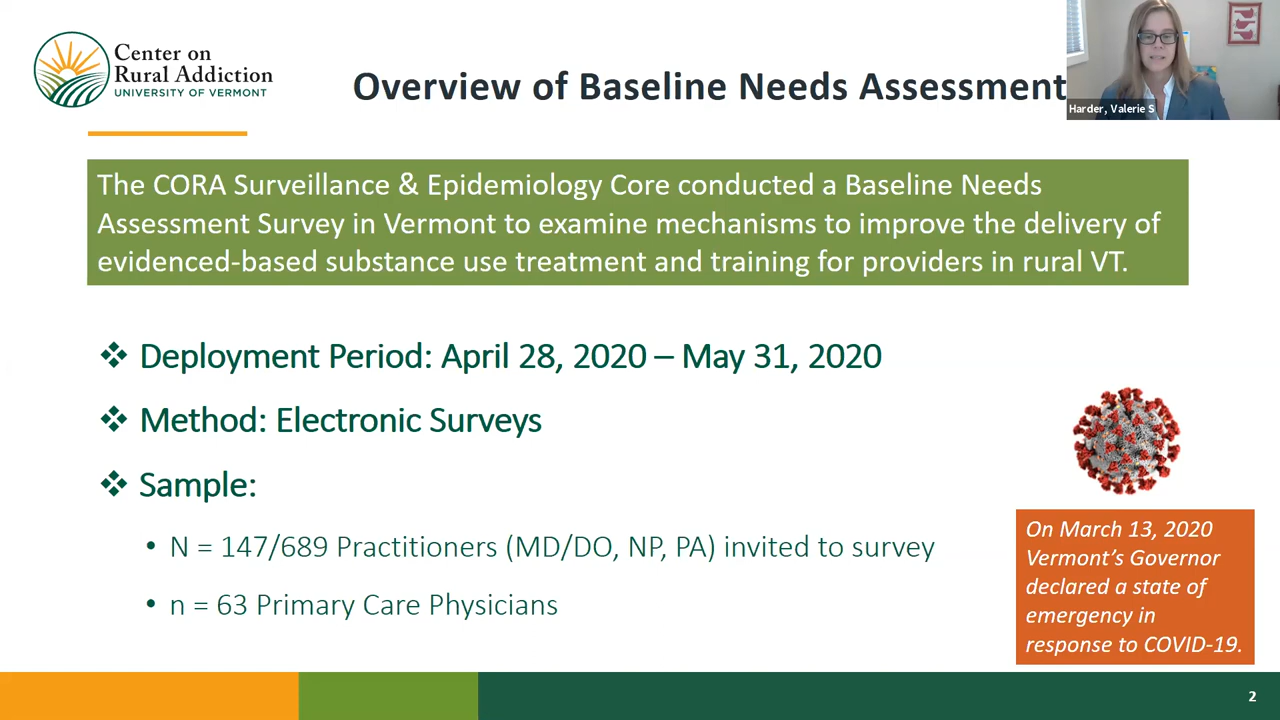 Center on
Rural Addiction
UNIVERSITY OF VERMONT
Overview of Baseline Needs Assessment
Harder, Valerie S
The CORA Surveillance & Epidemiology Core conducted a Baseline Needs
Assessment Survey in Vermont to examine mechanisms to improve the delivery of
evidenced-based substance use treatment and training for providers in rural VT.
❖ Deployment Period: April 28, 2020 – May 31, 2020
❖ Method: Electronic Surveys
❖ Sample:
• N = 147/689 Practitioners (MD/DO, NP, PA) invited to survey
• n = 63 Primary Care Physicians
On March 13, 2020
Vermont's Governor
declared a state of
emergency in
response to COVID-19.
2